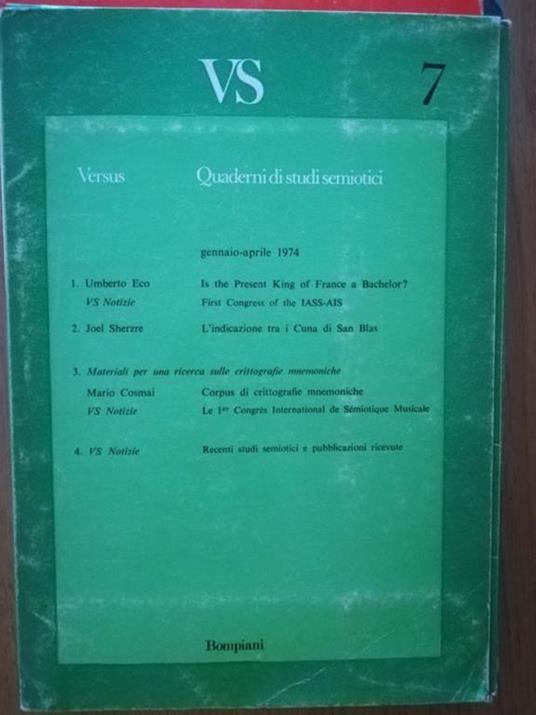 VS 7
Versus Quaderni di studi semiotici
gennaio-aprile 1974
1. Umberto Eco Is the Present King of France a Bachelor?
VS Notizie First Congress of the IASS-AIS
2. Joel Sherzre L'indicazione tra i Cuna di San Blas
3. Materiali per una ricerca sulle crittografie mnemoniche
Mario Cosmai Corpus di crittografie mnemoniche
VS Notizie Le 1er Congrès International de Sémiotique Musicale
4. VS Notizie Recenti studi semiotici e pubblicazioni ricevute
Bompiani